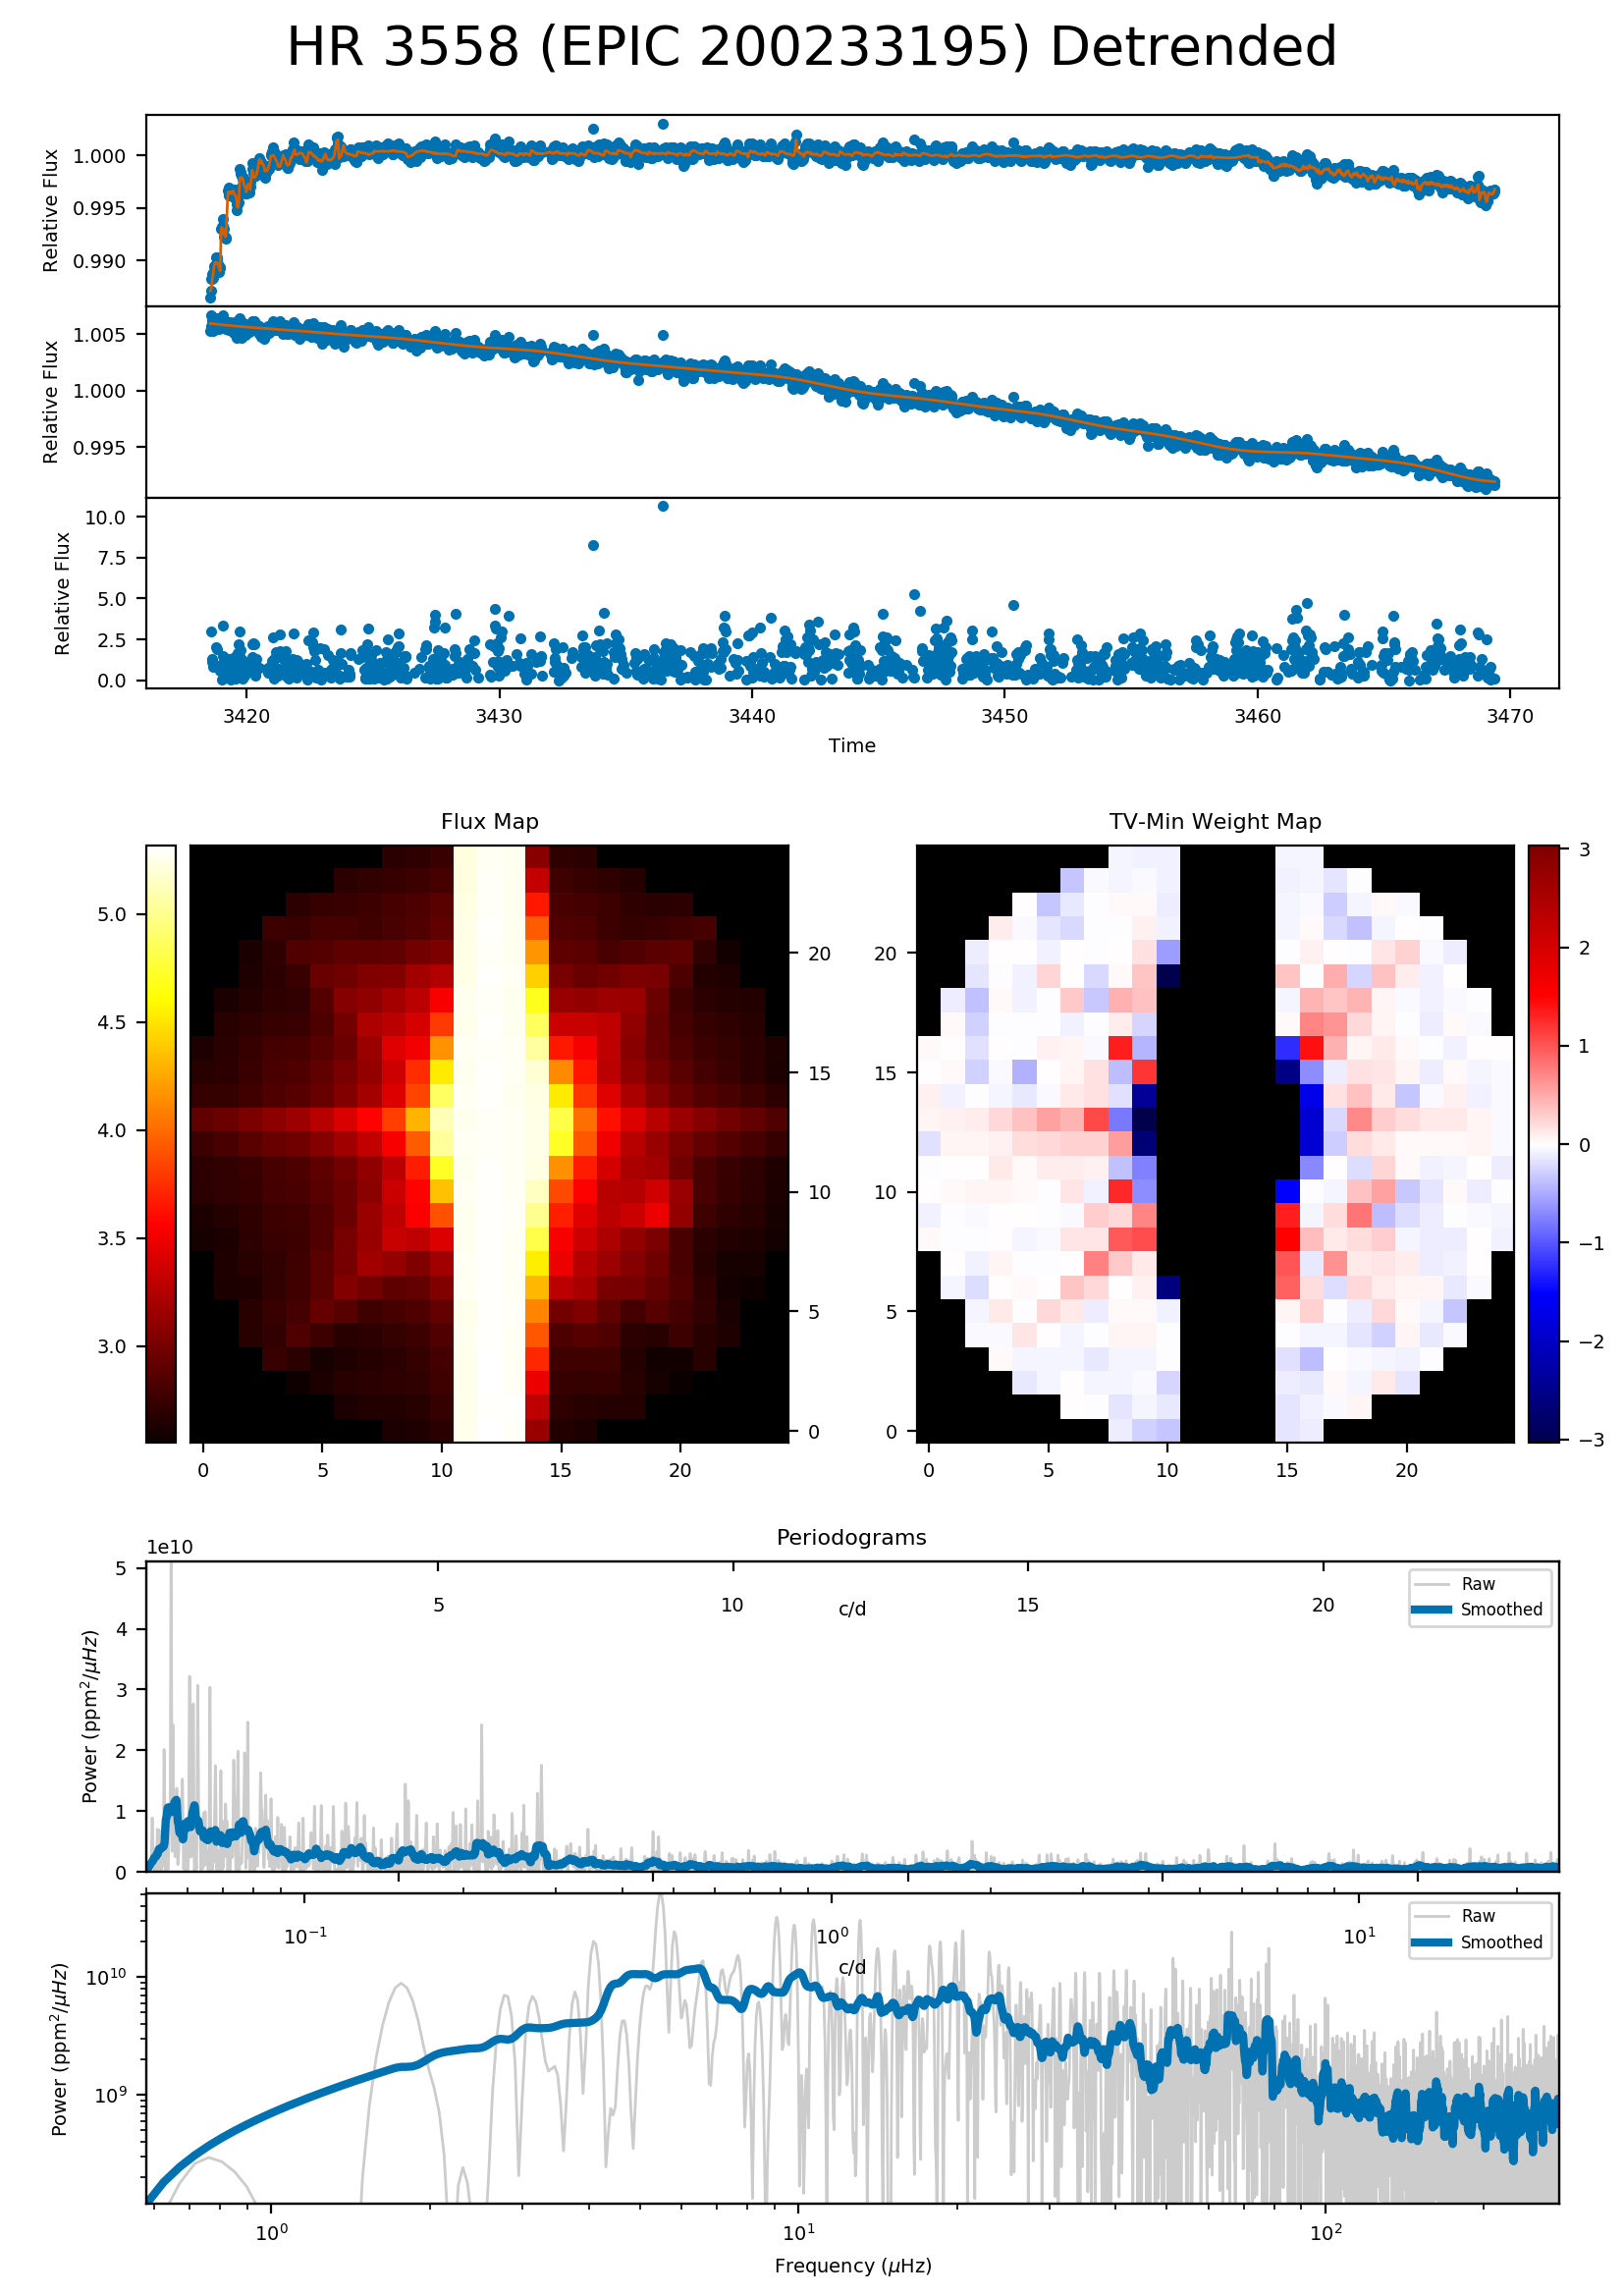 HR 3558 (EPIC 200233195) Detrended
1.000
0.995
0.990
Relative Flux
1.005
1.000
0.995
Relative Flux
10.0
7.5
5.0
2.5
0.0
Relative Flux
3420 3430 3440 3450 3460 3470
Time
Flux Map
5.0
4.5
4.0
3.5
3.0
20
15
10
5
0
0 5 10 15 20
TV-Min Weight Map
20
15
10
5
0
0 5 10 15 20
3
2
1
0
−1
−2
−3
Periodograms
1e10
5
4
3
2
1
0
Power (ppm²/μHz)
5 10 15 20
c/d
Raw
Smoothed
10⁻¹ 10⁰ 10¹
c/d
Raw
Smoothed
10¹⁰
10⁹
Power (ppm²/μHz)
10⁰ 10¹ 10²
Frequency (μHz)